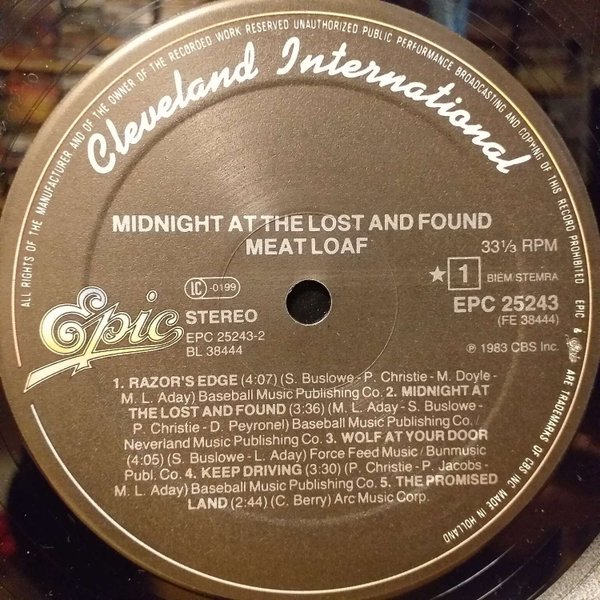 ALL RIGHTS OF THE MANUFACTURER AND OF THE OWNER OF THE RECORDED WORK RESERVED UNAUTHORIZED PUBLIC PERFORMANCE BROADCASTING AND COPYING OF THIS RECORD PROHIBITED EPIC & ARE TRADEMARKS OF CBS INC MADE IN HOLLAND
Cleveland International
MIDNIGHT AT THE LOST AND FOUND
MEAT LOAF
33⅓ RPM
IC -0199
★ 1 BIEM/STEMRA
Epic
STEREO
EPC 25243
EPC 25243-2
(FE 38444)
BL 38444
℗ 1983 CBS Inc.
1. RAZOR'S EDGE (4:07) (S. Buslowe - P. Christie - M. Doyle -
M. L. Aday) Baseball Music Publishing Co. 2. MIDNIGHT AT
THE LOST AND FOUND (3:36) (M. L. Aday - S. Buslowe -
P. Christie - D. Peyronel) Baseball Music Publishing Co./
Neverland Music Publishing Co. 3. WOLF AT YOUR DOOR
(4:05) (S. Buslowe - L. Aday) Force Feed Music / Bunmusic
Publ. Co. 4. KEEP DRIVING (3:30) (P. Christie - P. Jacobs -
M. L. Aday) Baseball Music Publishing Co. 5. THE PROMISED
LAND (2:44) (C. Berry) Arc Music Corp.